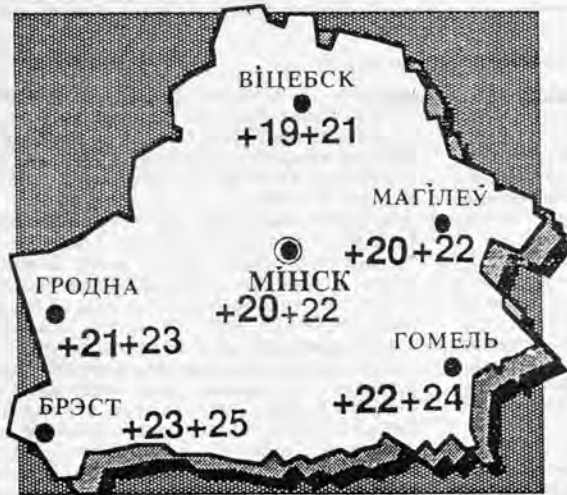 ВІЦЕБСК
+19+21
МАГІЛЕЎ
+20+22
МІНСК
+20+22
ГРОДНА
+21+23
ГОМЕЛЬ
+22+24
БРЭСТ +23+25